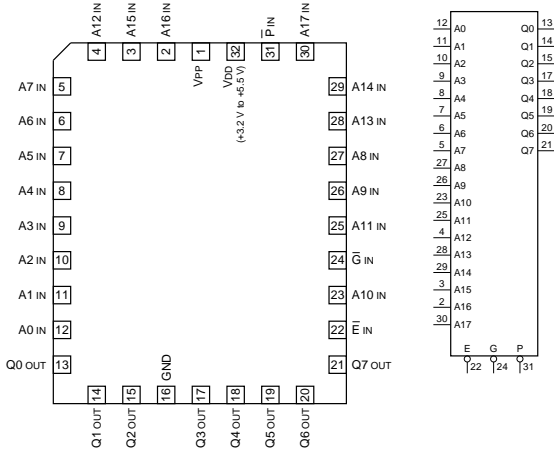 A12 IN
A15 IN
A16 IN
P IN
A17 IN
4
3
2
1
32
31
30
VPP
VDD
(+3.2 V to +5.5 V)
A7 IN 5
A6 IN 6
A5 IN 7
A4 IN 8
A3 IN 9
A2 IN 10
A1 IN 11
A0 IN 12
Q0 OUT 13
29 A14 IN
28 A13 IN
27 A8 IN
26 A9 IN
25 A11 IN
24 G IN
23 A10 IN
22 E IN
21 Q7 OUT
GND
14
15
16
17
18
19
20
Q1 OUT
Q2 OUT
Q3 OUT
Q4 OUT
Q5 OUT
Q6 OUT
12 A0
11 A1
10 A2
9 A3
8 A4
7 A5
6 A6
5 A7
27 A8
26 A9
23 A10
25 A11
4 A12
28 A13
29 A14
3 A15
2 A16
30 A17
Q0 13
Q1 14
Q2 15
Q3 17
Q4 18
Q5 19
Q6 20
Q7 21
E G P
22 24 31